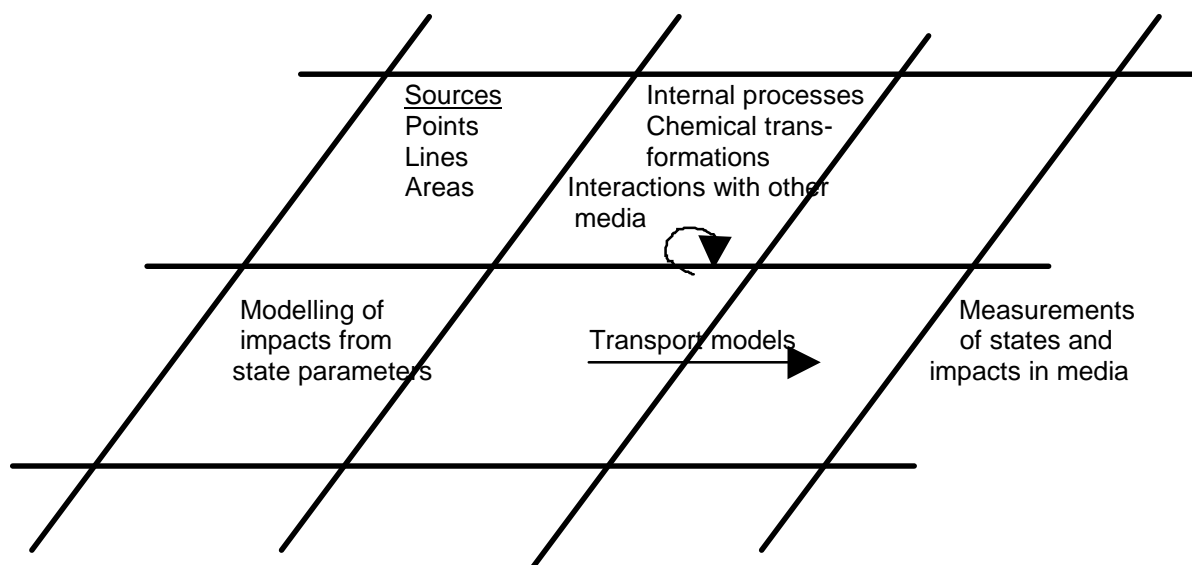 Sources
Points
Lines
Areas
Internal processes
Chemical trans-
formations
Interactions with other
media
Modelling of
impacts from
state parameters
Transport models
Measurements
of states and
impacts in media